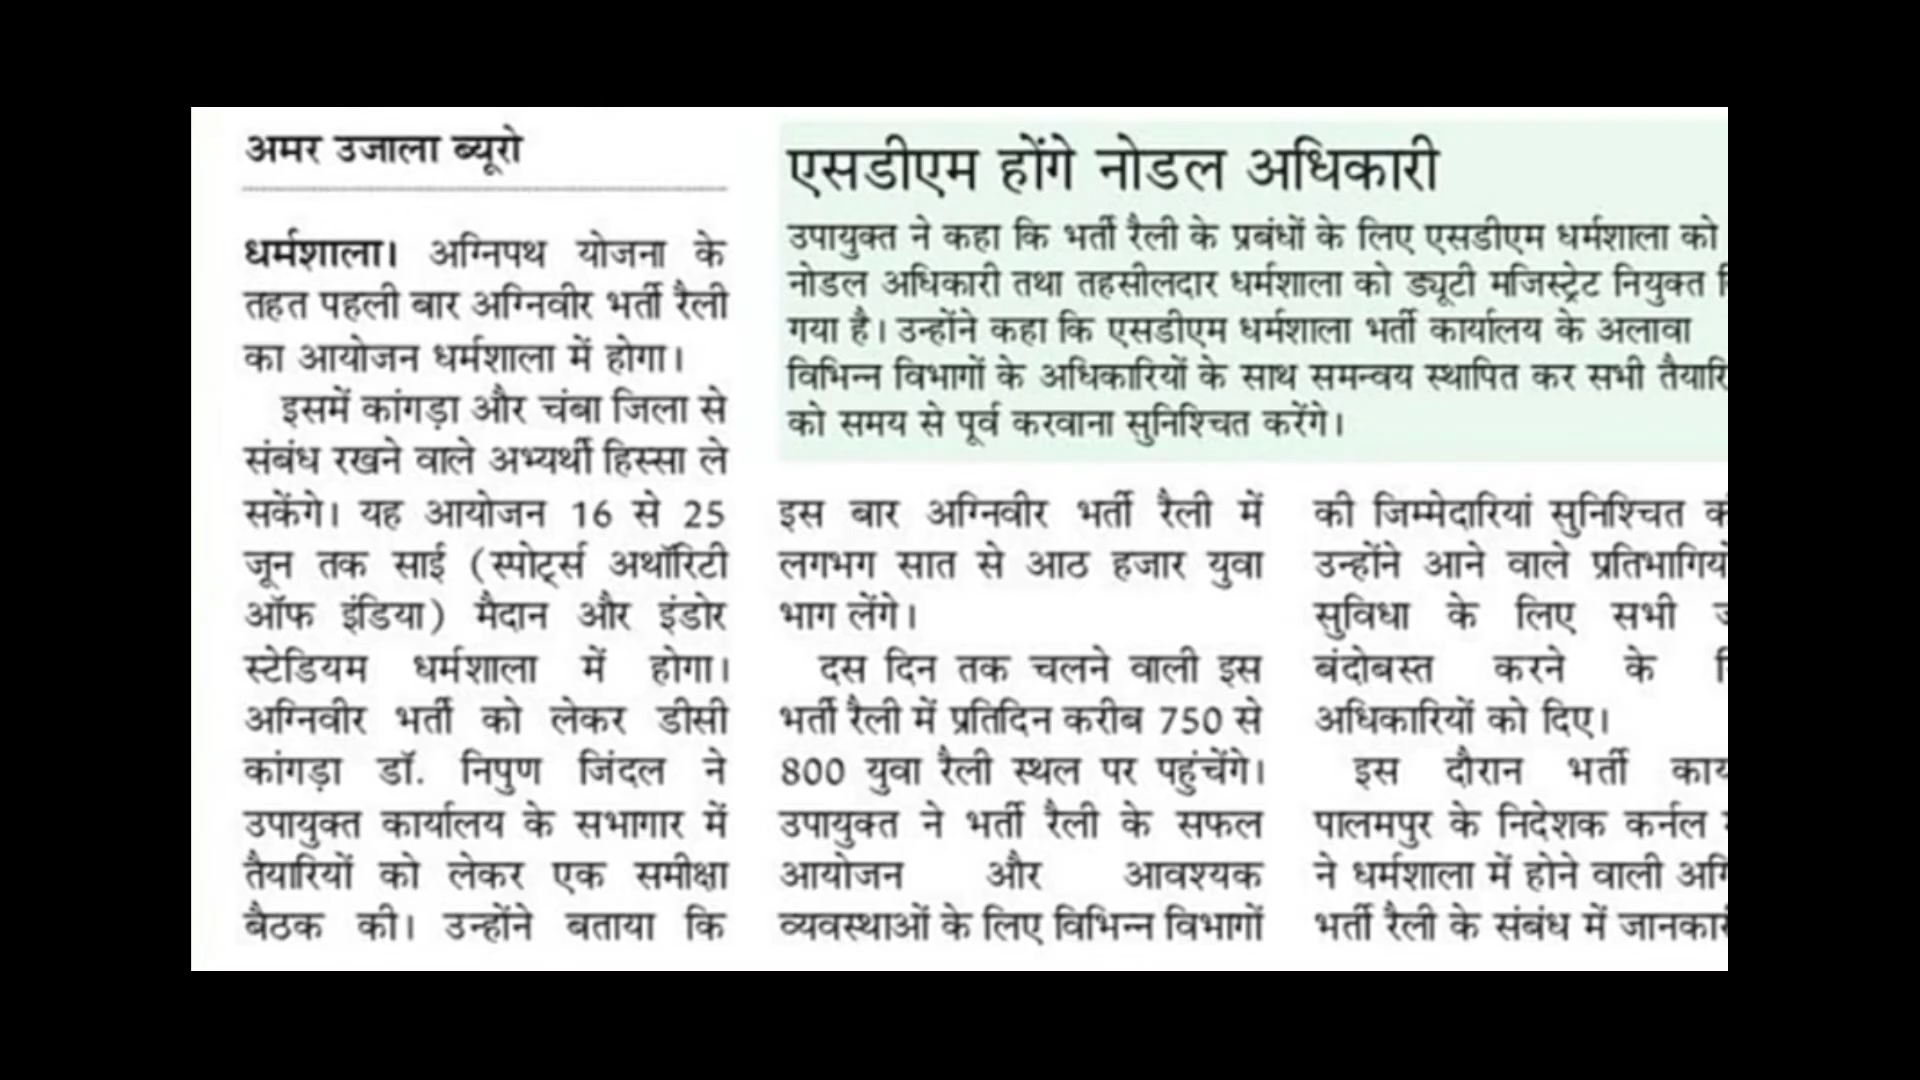 अमर उजाला ब्यूरो
धर्मशाला। अग्निपथ योजना के
तहत पहली बार अग्निवीर भर्ती रैली
का आयोजन धर्मशाला में होगा।
इसमें कांगड़ा और चंबा जिला से
संबंध रखने वाले अभ्यर्थी हिस्सा ले
सकेंगे। यह आयोजन 16 से 25
जून तक साई (स्पोर्ट्स अथॉरिटी
ऑफ इंडिया) मैदान और इंडोर
स्टेडियम धर्मशाला में होगा।
अग्निवीर भर्ती को लेकर डीसी
कांगड़ा डॉ. निपुण जिंदल ने
उपायुक्त कार्यालय के सभागार में
तैयारियों को लेकर एक समीक्षा
बैठक की। उन्होंने बताया कि
एसडीएम होंगे नोडल अधिकारी
उपायुक्त ने कहा कि भर्ती रैली के प्रबंधों के लिए एसडीएम धर्मशाला को
नोडल अधिकारी तथा तहसीलदार धर्मशाला को ड्यूटी मजिस्ट्रेट नियुक्त
गया है। उन्होंने कहा कि एसडीएम धर्मशाला भर्ती कार्यालय के अलावा
विभिन्न विभागों के अधिकारियों के साथ समन्वय स्थापित कर सभी
को समय से पूर्व करवाना सुनिश्चित करेंगे।
इस बार अग्निवीर भर्ती रैली में
लगभग सात से आठ हजार युवा
भाग लेंगे।
दस दिन तक चलने वाली इस
भर्ती रैली में प्रतिदिन करीब 750 से
800 युवा रैली स्थल पर पहुंचेंगे।
उपायुक्त ने भर्ती रैली के सफल
आयोजन और आवश्यक
व्यवस्थाओं के लिए विभिन्न विभागों
की जिम्मेदारियां सुनिश्चित
उन्होंने आने वाले
सुविधा के लिए सभी
बंदोबस्त करने के
अधिकारियों को दिए।
इस दौरान भर्ती
पालमपुर के निदेशक कर्नल
ने धर्मशाला में होने वाली
भर्ती रैली के संबंध में